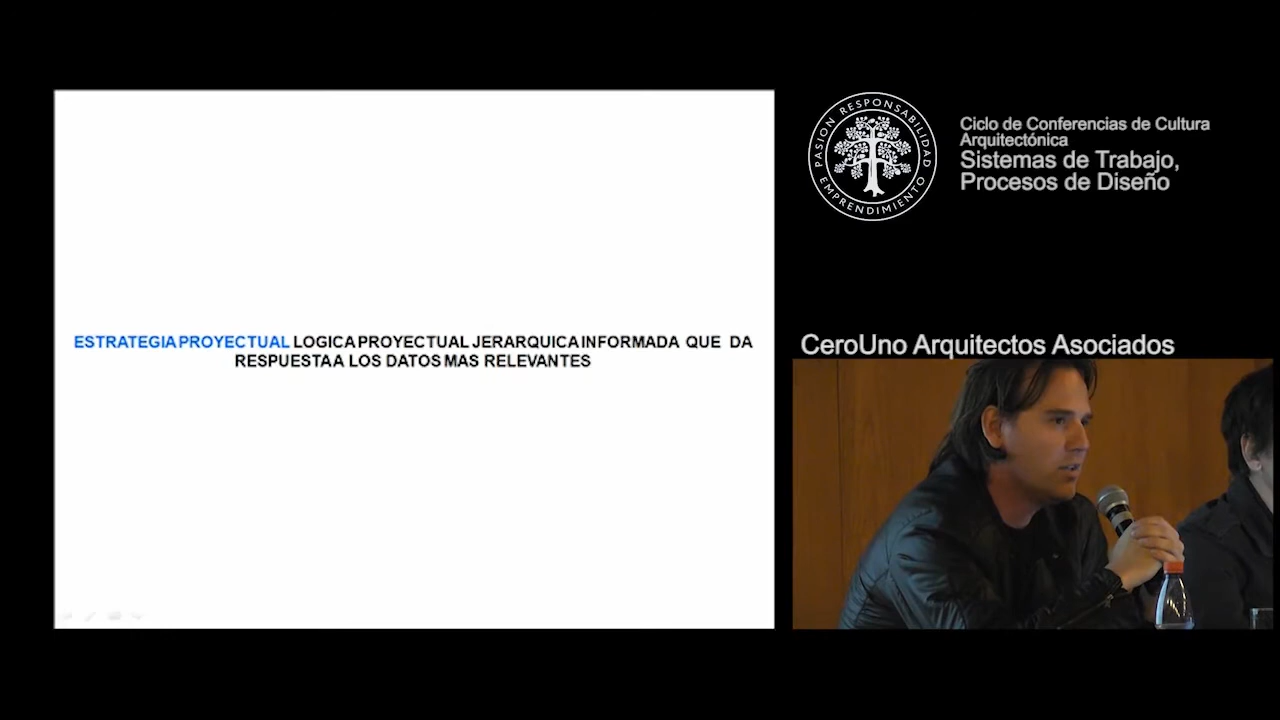 ESTRATEGIA PROYECTUAL LOGICA PROYECTUAL JERARQUICA INFORMADA QUE DA
RESPUESTA A LOS DATOS MAS RELEVANTES
PASION RESPONSABILIDAD
EMPRENDIMIENTO
Ciclo de Conferencias de Cultura
Arquitectónica
Sistemas de Trabajo,
Procesos de Diseño
CeroUno Arquitectos Asociados